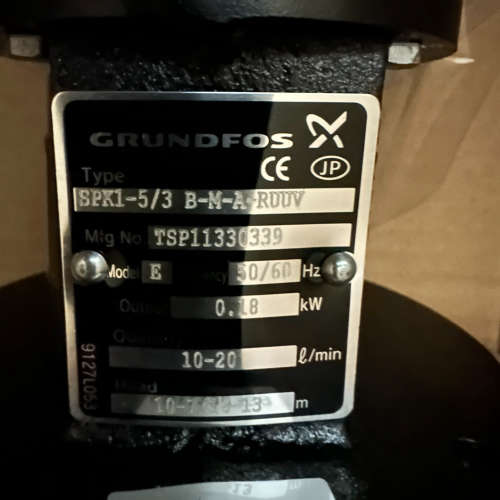 GRUNDFOS
CE JP
Type
SPK1-5/3 B-M-A-RUUV
Mfg No TSP11330339
Model E 50/60 Hz
Output 0.18 kW
10-20 ℓ/min
Head m
9127L063